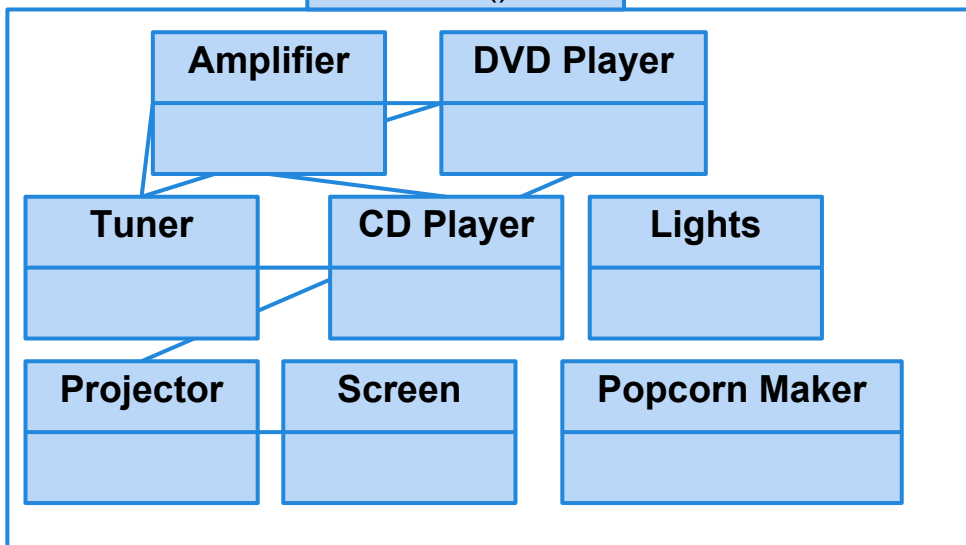 ()
Amplifier
DVD Player
Tuner
CD Player
Lights
Projector
Screen
Popcorn Maker